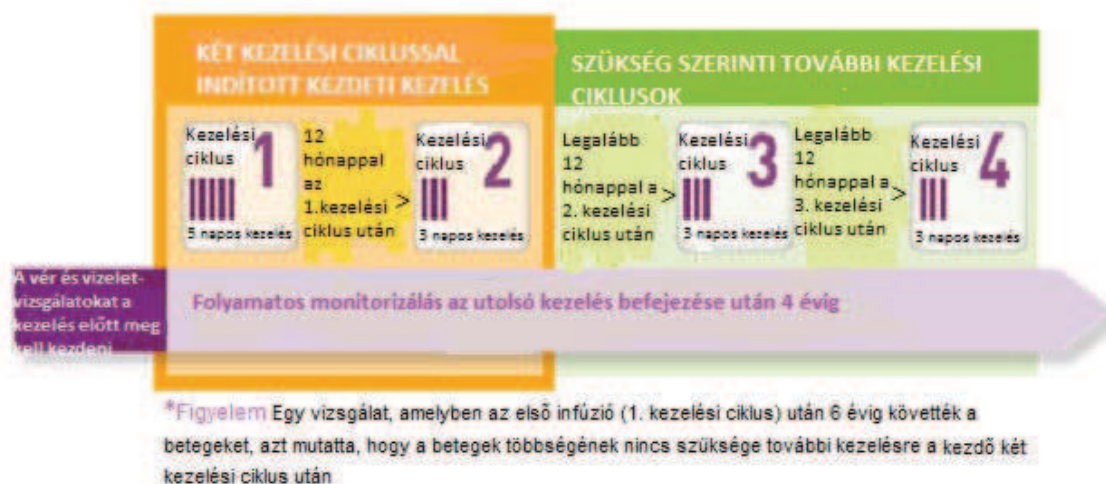 KÉT KEZELÉSI CIKLUSSAL
INDÍTOTT KEZDETI KEZELÉS
SZÜKSÉG SZERINTI TOVÁBBI KEZELÉSI
CIKLUSOK
Kezelési
ciklus
1
5 napos kezelés
12
hónappal
az
1.kezelési >
ciklus után
Kezelési
ciklus
2
3 napos kezelés
Legalább
12
hónappal a >
2. kezelési
ciklus után
Kezelési
ciklus
3
3 napos kezelés
Legalább
12
hónappal a >
3. kezelési
ciklus után
Kezelési
ciklus
4
3 napos kezelés
A vér és vizelet-
vizsgálatokat a
kezelés előtt meg
kell kezdeni
Folyamatos monitorizálás az utolsó kezelés befejezése után 4 évig
*Figyelem Egy vizsgálat, amelyben az első infúzió (1. kezelési ciklus) után 6 évig követték a
betegeket, azt mutatta, hogy a betegek többségének nincs szüksége további kezelésre a kezdő két
kezelési ciklus után